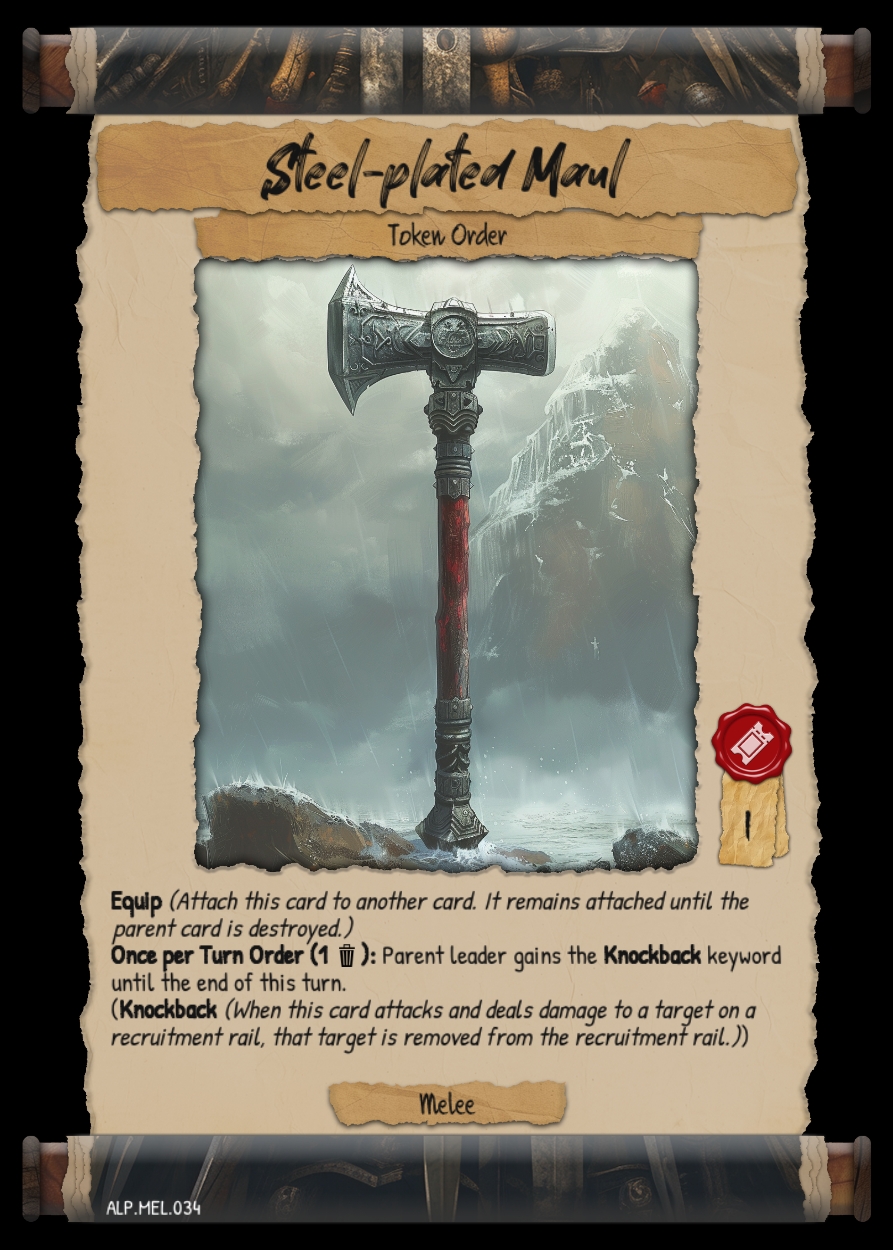 Steel-plated Maul
Token Order
1
Equip (Attach this card to another card. It remains attached until the
parent card is destroyed.)
Once per Turn Order (1 🗑): Parent leader gains the Knockback keyword
until the end of this turn.
(Knockback (When this card attacks and deals damage to a target on a
recruitment rail, that target is removed from the recruitment rail.))
Melee
ALP.MEL.034